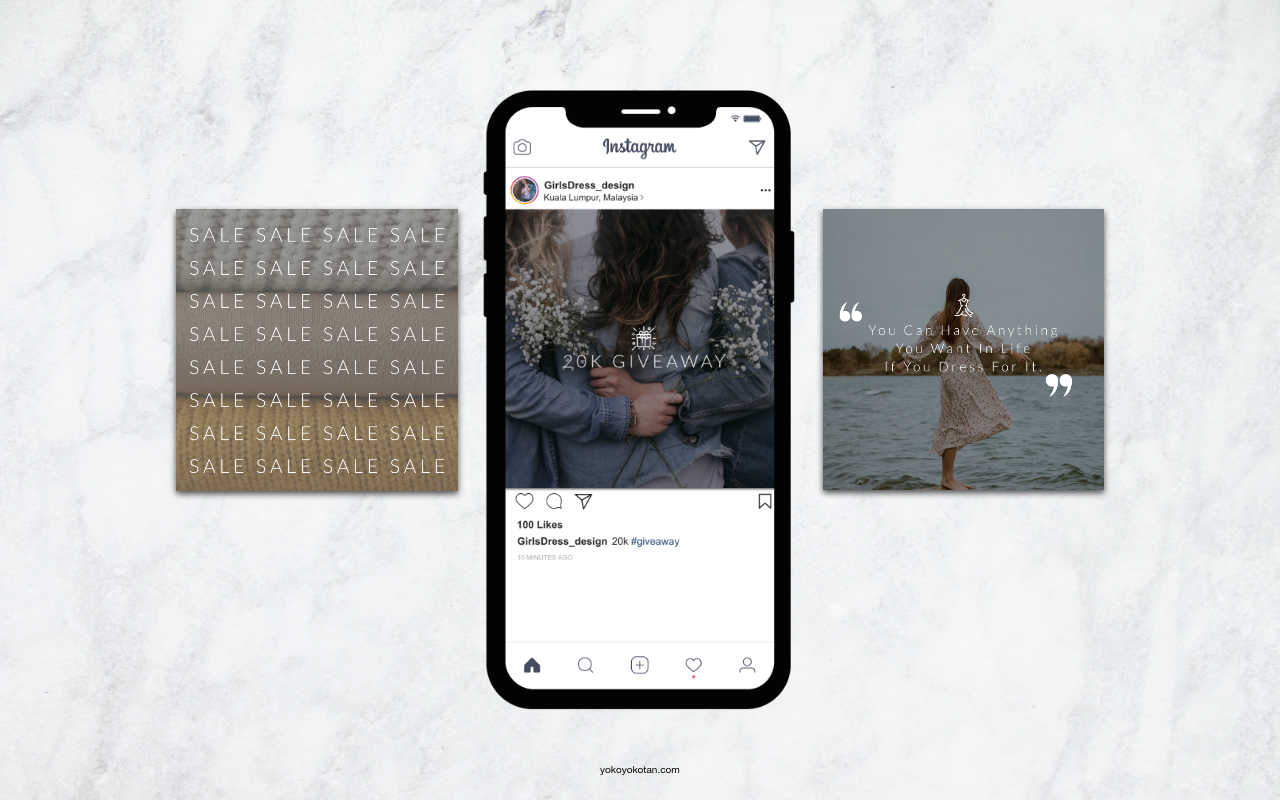 SALE SALE SALE SALE
SALE SALE SALE SALE
SALE SALE SALE SALE
SALE SALE SALE SALE
SALE SALE SALE SALE
SALE SALE SALE SALE
SALE SALE SALE SALE
SALE SALE SALE SALE
Instagram
GirlsDress_design
Kuala Lumpur, Malaysia >
20K GIVEAWAY
100 Likes
GirlsDress_design 20k #giveaway
10 MINUTES AGO
“You Can Have Anything
You Want In Life
If You Dress For It.”
yokoyokotan.com